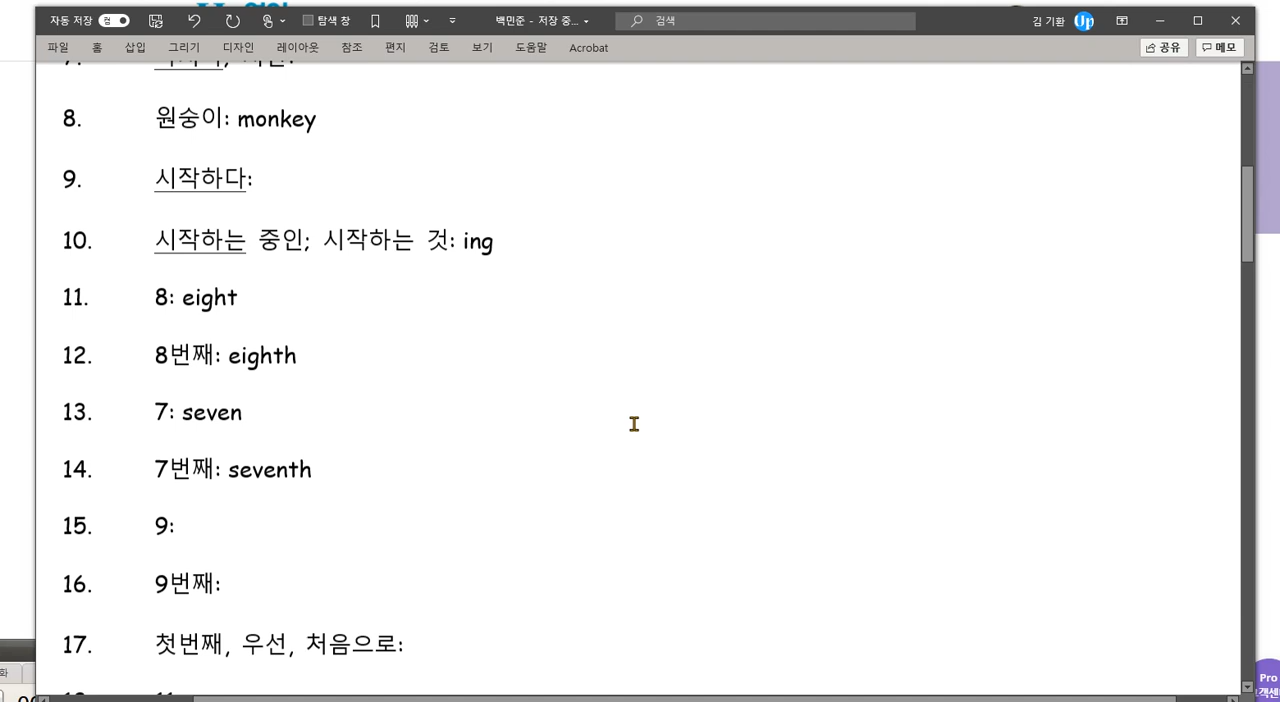 자동 저장 컴 탐색 창 백민준 - 저장 중... 검색 김 기환 Up
파일 홈 삽입 그리기 디자인 레이아웃 참조 편지 검토 보기 도움말 Acrobat 공유 메모
8. 원숭이: monkey
9. 시작하다:
10. 시작하는 중인; 시작하는 것: ing
11. 8: eight
12. 8번째: eighth
13. 7: seven
14. 7번째: seventh
15. 9:
16. 9번째:
17. 첫번째, 우선, 처음으로:
화
Pro
객센